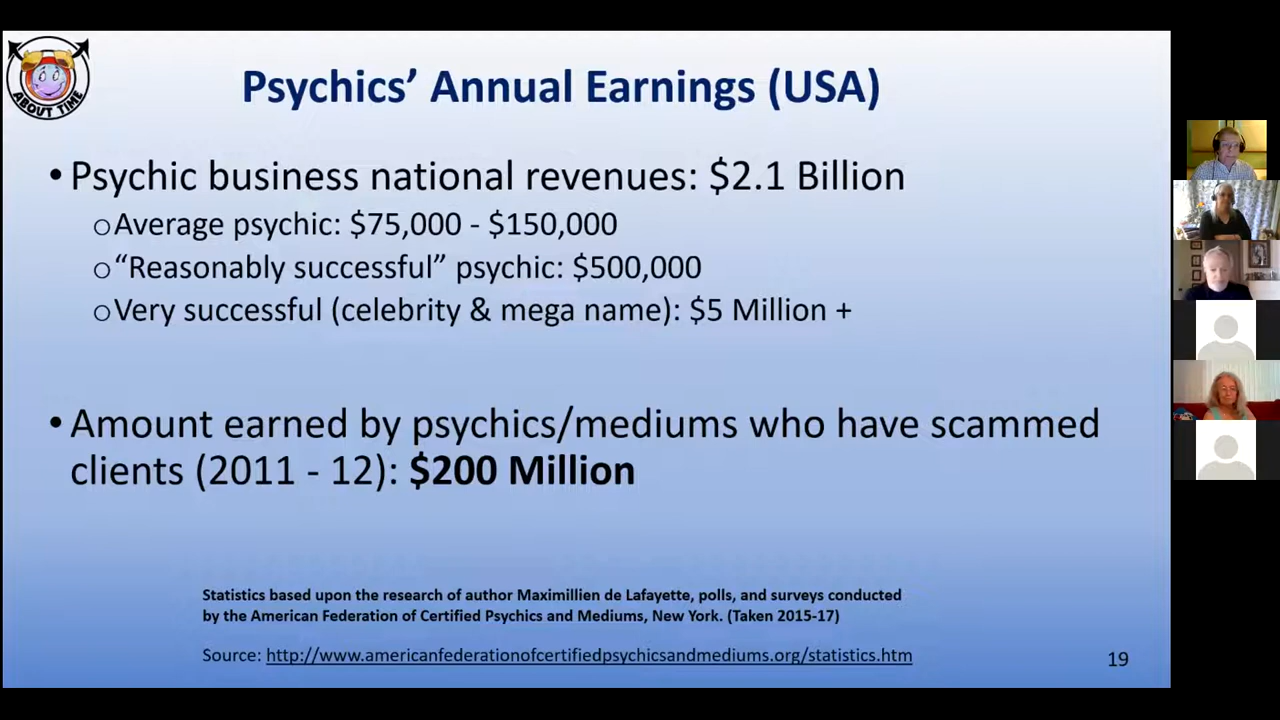 Psychics' Annual Earnings (USA)
ABOUT TIME
• Psychic business national revenues: $2.1 Billion
o Average psychic: $75,000 - $150,000
o “Reasonably successful” psychic: $500,000
o Very successful (celebrity & mega name): $5 Million +
• Amount earned by psychics/mediums who have scammed
clients (2011 - 12): $200 Million
Statistics based upon the research of author Maximillien de Lafayette, polls, and surveys conducted
by the American Federation of Certified Psychics and Mediums, New York. (Taken 2015-17)
Source: http://www.americanfederationofcertifiedpsychicsandmediums.org/statistics.htm
19